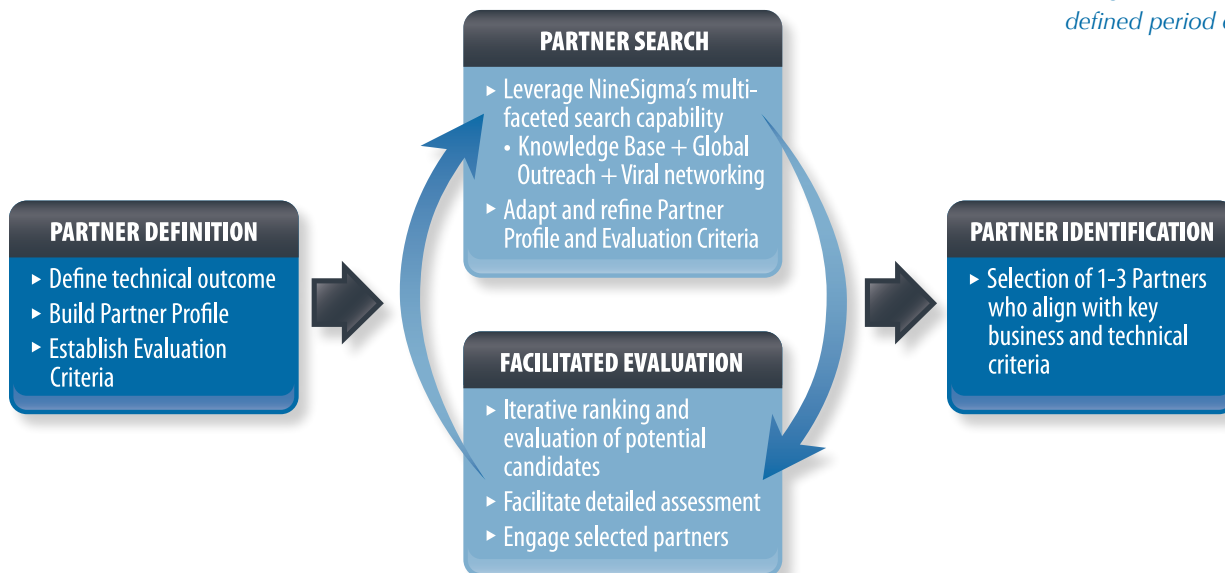 defined period
PARTNER SEARCH
▸ Leverage NineSigma's multi-
faceted search capability
• Knowledge Base + Global
Outreach + Viral networking
▸ Adapt and refine Partner
Profile and Evaluation Criteria
PARTNER DEFINITION
▸ Define technical outcome
▸ Build Partner Profile
▸ Establish Evaluation
Criteria
FACILITATED EVALUATION
▸ Iterative ranking and
evaluation of potential
candidates
▸ Facilitate detailed assessment
▸ Engage selected partners
PARTNER IDENTIFICATION
▸ Selection of 1-3 Partners
who align with key
business and technical
criteria